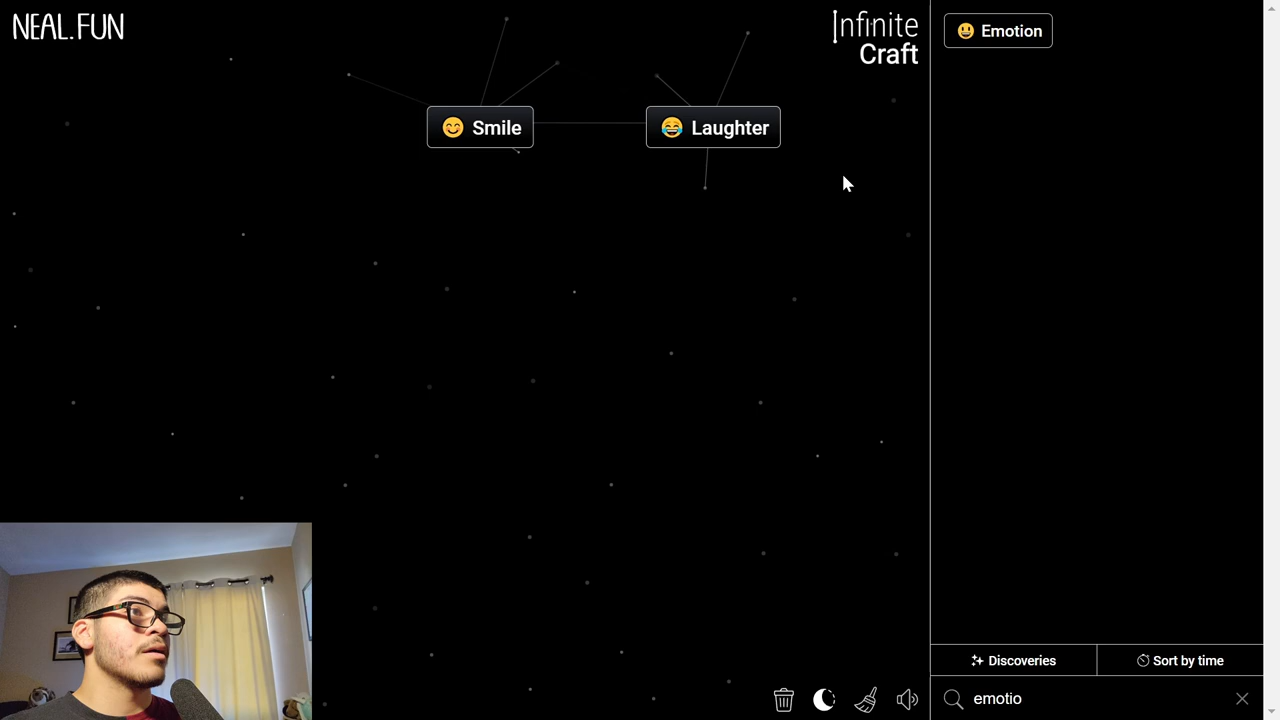 NEAL.FUN
Infinite
Craft
😃 Emotion
😊 Smile
😂 Laughter
Discoveries
Sort by time
emotio